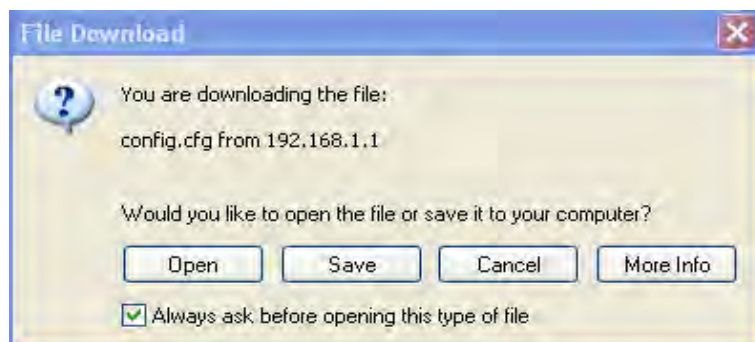 File Download
You are downloading the file:
config.cfg from 192.168.1.1
Would you like to open the file or save it to your computer?
Open Save Cancel More Info
Always ask before opening this type of file